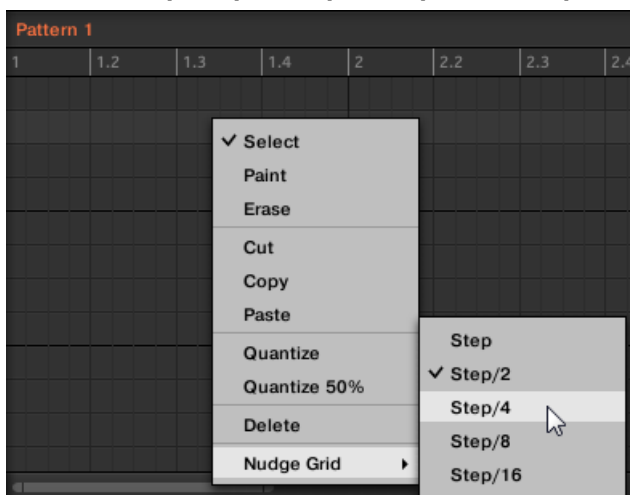 Pattern 1
1 1.2 1.3 1.4 2 2.2 2.3 2.4
Select
Paint
Erase
Cut
Copy
Paste
Quantize
Quantize 50%
Delete
Nudge Grid
Step
Step/2
Step/4
Step/8
Step/16